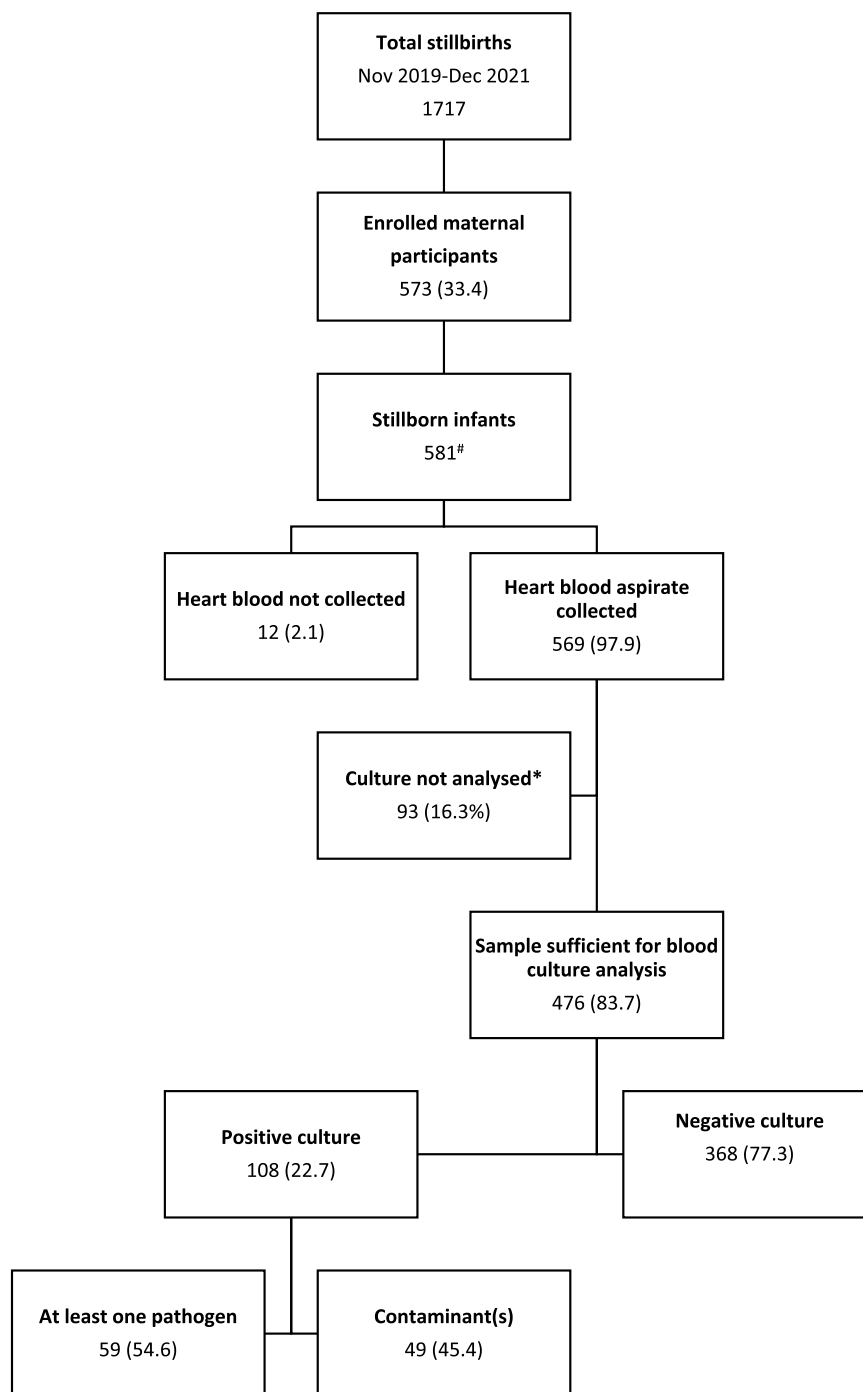 Total stillbirths
Nov 2019-Dec 2021
1717
Enrolled maternal
participants
573 (33.4)
Stillborn infants
581#
Heart blood not collected
12 (2.1)
Heart blood aspirate
collected
569 (97.9)
Culture not analysed*
93 (16.3%)
Sample sufficient for blood
culture analysis
476 (83.7)
Positive culture
108 (22.7)
Negative culture
368 (77.3)
At least one pathogen
59 (54.6)
Contaminant(s)
49 (45.4)